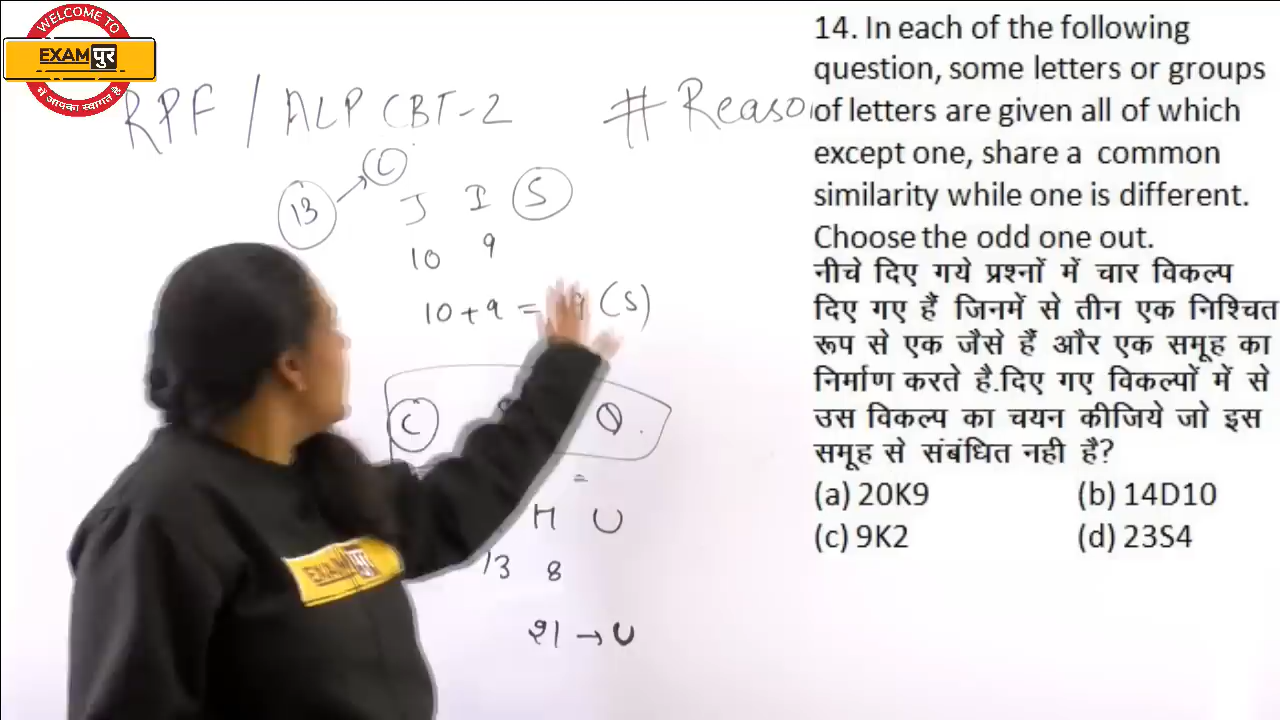 WELCOME TO
EXAM पुर
में आपका स्वागत है
RPF / ALP CBT-2 # Reaso
13 C
J I S
10 9
10 + 9 = 9 (S)
C Q
H U
13 8
21 → U
EXAM पुर
14. In each of the following
question, some letters or groups
of letters are given all of which
except one, share a common
similarity while one is different.
Choose the odd one out.
नीचे दिए गये प्रश्नों में चार विकल्प
दिए गए हैं जिनमें से तीन एक निश्चित
रूप से एक जैसे हैं और एक समूह का
निर्माण करते है.दिए गए विकल्पों में से
उस विकल्प का चयन कीजिये जो इस
समूह से संबंधित नही है?
(a) 20K9 (b) 14D10
(c) 9K2 (d) 23S4